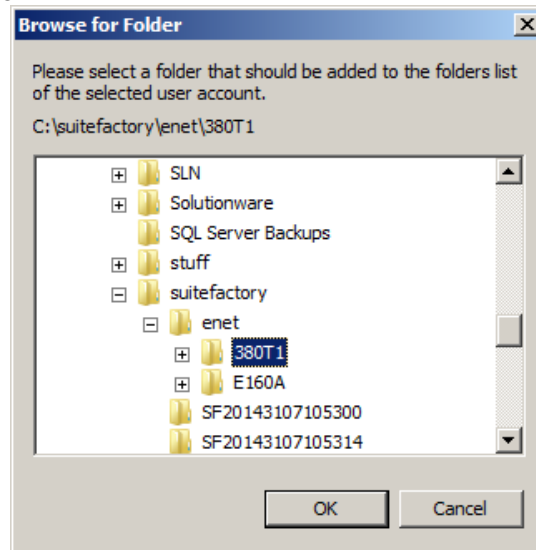 Browse for Folder
Please select a folder that should be added to the folders list
of the selected user account.
C:\suitefactory\enet\380T1
SLN
Solutionware
SQL Server Backups
stuff
suitefactory
enet
380T1
E160A
SF20143107105300
SF20143107105314
OK Cancel